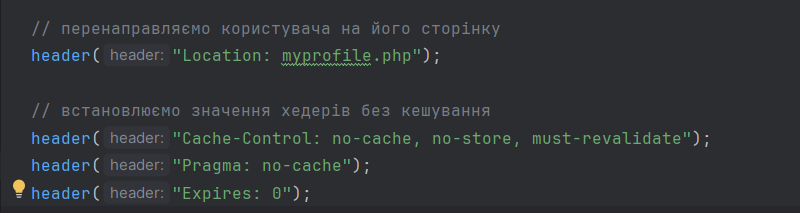 // перенаправляємо користувача на його сторінку
header( header: "Location: myprofile.php");
// встановлюємо значення хедерів без кешування
header( header: "Cache-Control: no-cache, no-store, must-revalidate");
header( header: "Pragma: no-cache");
header( header: "Expires: 0");